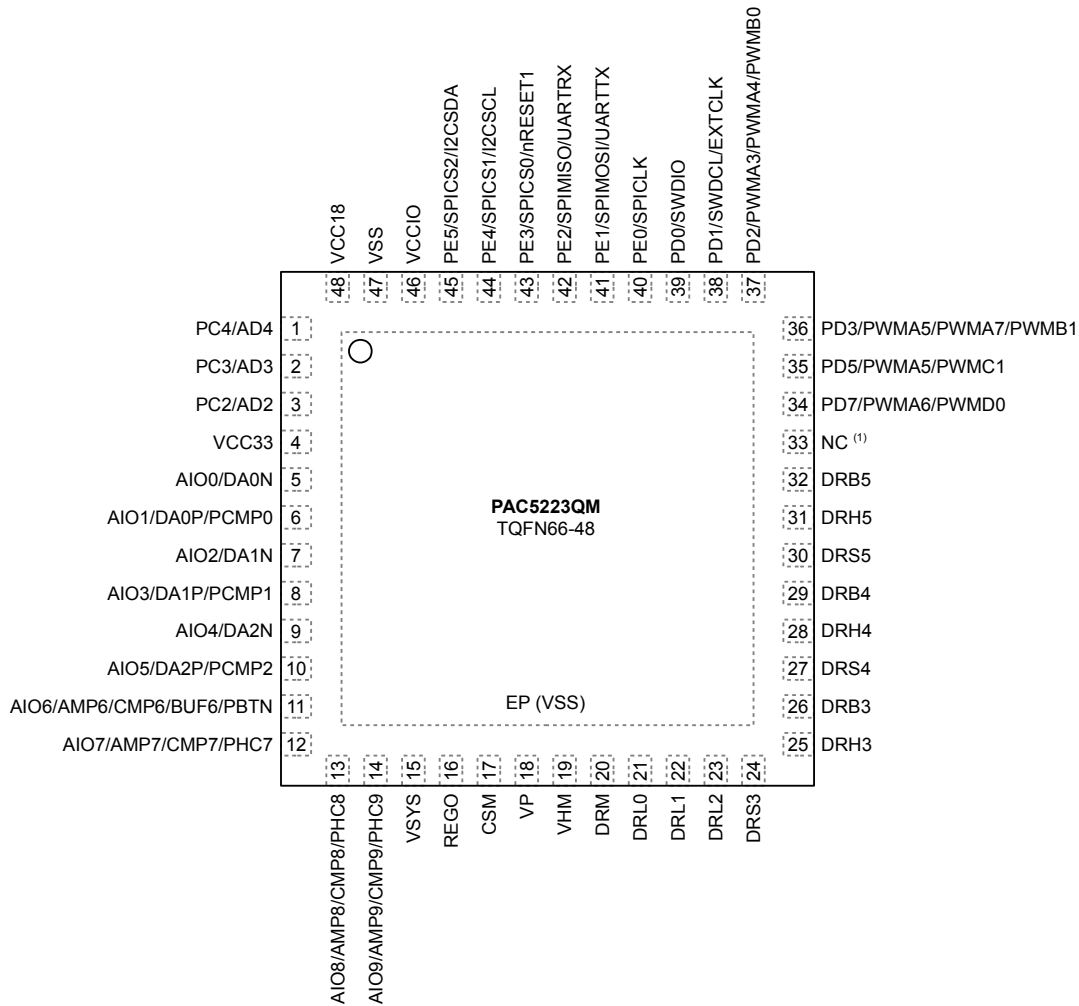 VCC18
VSS
VCCIO
PE5/SPICS2/I2CSDA
PE4/SPICS1/I2CSCL
PE3/SPICS0/nRESET1
PE2/SPIMISO/UARTRX
PE1/SPIMOSI/UARTTX
PE0/SPICLK
PD0/SWDIO
PD1/SWDCL/EXTCLK
PD2/PWMA3/PWMA4/PWMB0
48
47
46
45
44
43
42
41
40
39
38
37
PC4/AD4 1
PC3/AD3 2
PC2/AD2 3
VCC33 4
AIO0/DA0N 5
AIO1/DA0P/PCMP0 6
AIO2/DA1N 7
AIO3/DA1P/PCMP1 8
AIO4/DA2N 9
AIO5/DA2P/PCMP2 10
AIO6/AMP6/CMP6/BUF6/PBTN 11
AIO7/AMP7/CMP7/PHC7 12
PAC5223QM
TQFN66-48
EP (VSS)
36 PD3/PWMA5/PWMA7/PWMB1
35 PD5/PWMA5/PWMC1
34 PD7/PWMA6/PWMD0
33 NC (1)
32 DRB5
31 DRH5
30 DRS5
29 DRB4
28 DRH4
27 DRS4
26 DRB3
25 DRH3
13
14
15
16
17
18
19
20
21
22
23
24
AIO8/AMP8/CMP8/PHC8
AIO9/AMP9/CMP9/PHC9
VSYS
REGO
CSM
VP
VHM
DRM
DRL0
DRL1
DRL2
DRS3